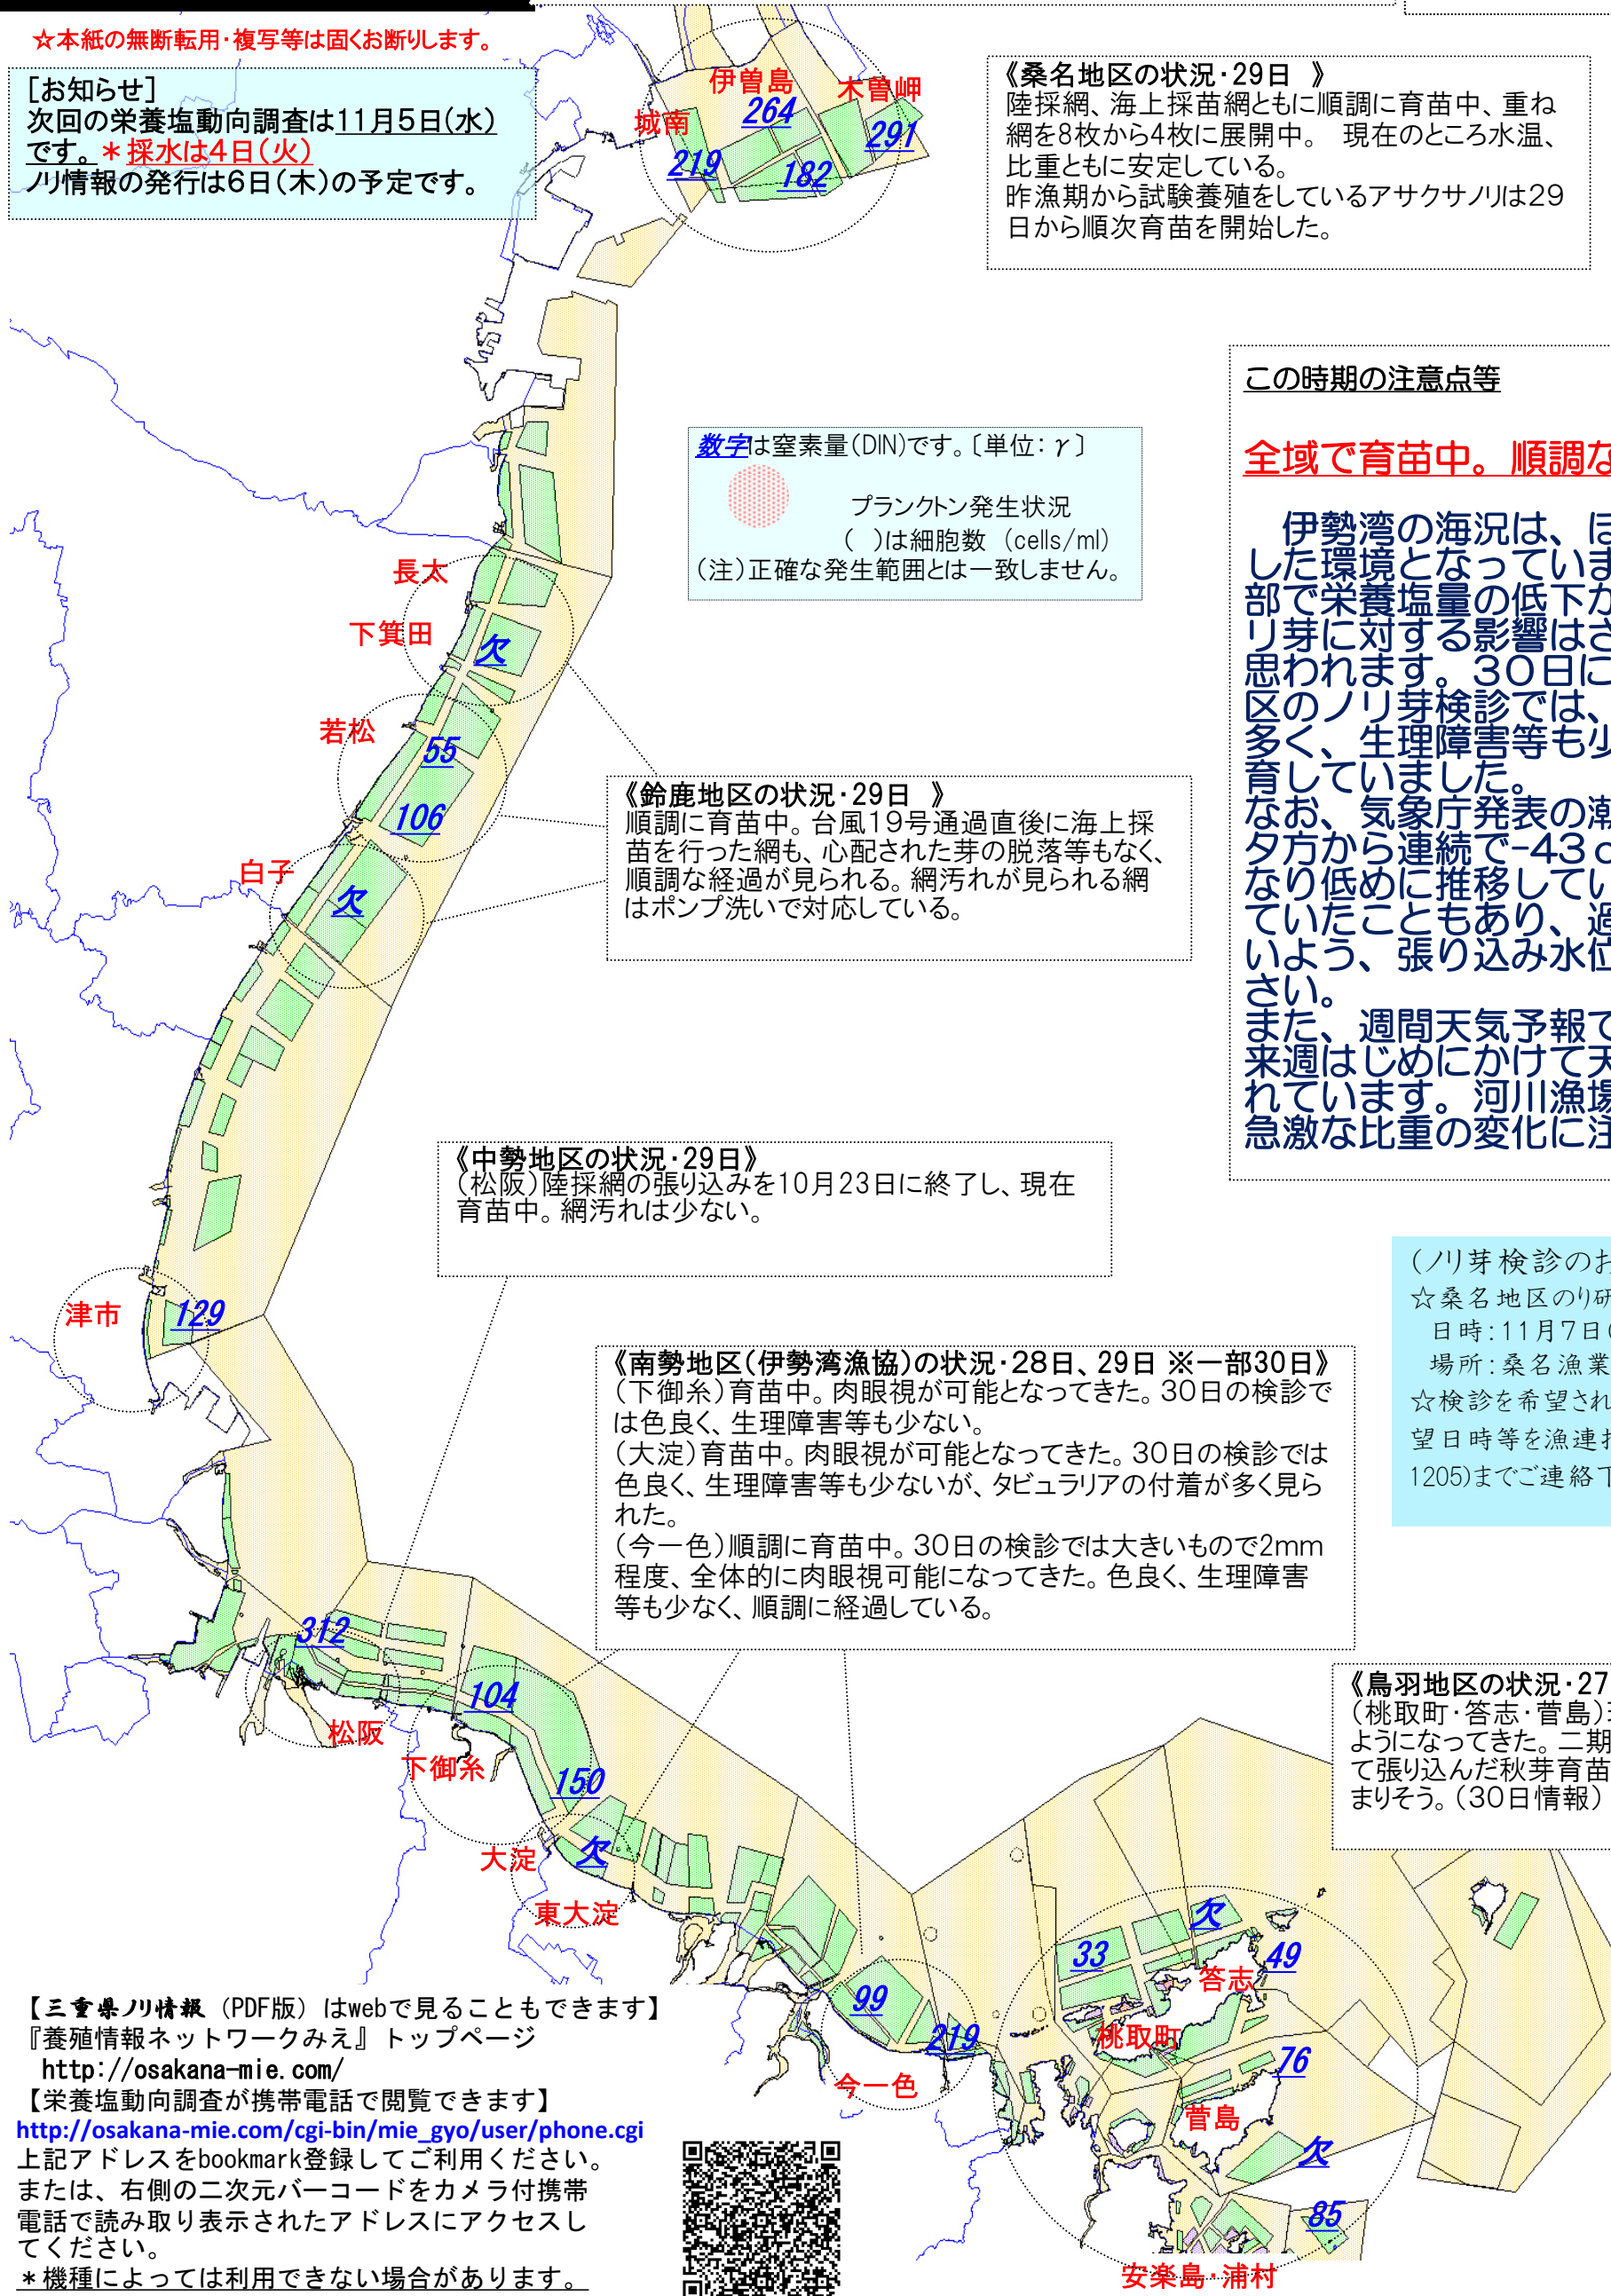 ☆本紙の無断転用･複写等は固くお断りします。
[お知らせ]
次回の栄養塩動向調査は11月5日(水)
です。＊採水は4日(火)
ノリ情報の発行は6日(木)の予定です。
伊曽島
木曽岬
城南
264
291
219
182
《桑名地区の状況･29日 》
陸採網、海上採苗網ともに順調に育苗中、重ね
網を8枚から4枚に展開中。 現在のところ水温、
比重ともに安定している。
昨漁期から試験養殖をしているアサクサノリは29
日から順次育苗を開始した。
この時期の注意点等
全域で育苗中。順調な
伊勢湾の海況は、ほ
した環境となっていま
部で栄養塩量の低下か
リ芽に対する影響はさ
思われます。30日に
区のノリ芽検診では、
多く、生理障害等も少
育していました。
なお、気象庁発表の潮
夕方から連続で-43c
なり低めに推移してい
ていたこともあり、過
いよう、張り込み水位
さい。
また、週間天気予報で
来週はじめにかけて天
れています。河川漁場
急激な比重の変化に注
数字は窒素量(DIN)です。〔単位：γ〕
プランクトン発生状況
( )は細胞数 (cells/ml)
(注)正確な発生範囲とは一致しません。
長太
下箕田
欠
若松
55
106
白子
欠
《鈴鹿地区の状況･29日 》
順調に育苗中。台風19号通過直後に海上採
苗を行った網も、心配された芽の脱落等もなく、
順調な経過が見られる。網汚れが見られる網
はポンプ洗いで対応している。
《中勢地区の状況･29日》
(松阪)陸採網の張り込みを10月23日に終了し、現在
育苗中。網汚れは少ない。
津市
129
(ノリ芽検診のお
☆桑名地区のり研
日時：11月7日(
場所：桑名漁業
☆検診を希望され
望日時等を漁連指
1205)までご連絡下
《南勢地区(伊勢湾漁協)の状況･28日、29日 ※一部30日》
(下御糸)育苗中。肉眼視が可能となってきた。30日の検診で
は色良く、生理障害等も少ない。
(大淀)育苗中。肉眼視が可能となってきた。30日の検診では
色良く、生理障害等も少ないが、タビュラリアの付着が多く見ら
れた。
(今一色)順調に育苗中。30日の検診では大きいもので2mm
程度、全体的に肉眼視可能になってきた。色良く、生理障害
等も少なく、順調に経過している。
312
松阪
104
下御糸
150
大淀
欠
東大淀
《鳥羽地区の状況･27
(桃取町･答志･菅島)
ようになってきた。二期
て張り込んだ秋芽育苗
まりそう。(30日情報)
99
219
今一色
33
欠
49
答志
桃取町
76
菅島
欠
85
安楽島･浦村
【三重県ノリ情報 (PDF版) はwebで見ることもできます】
『養殖情報ネットワークみえ』トップページ
http://osakana-mie.com/
【栄養塩動向調査が携帯電話で閲覧できます】
http://osakana-mie.com/cgi-bin/mie_gyo/user/phone.cgi
上記アドレスをbookmark登録してご利用ください。
または、右側の二次元バーコードをカメラ付携帯
電話で読み取り表示されたアドレスにアクセスし
てください。
＊機種によっては利用できない場合があります。